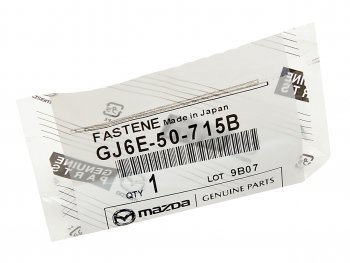 FASTENE Made in Japan
GJ6E-50-715B
QTY 1 LOT 9B07
mazda GENUINE PARTS
GENUINE
PARTS